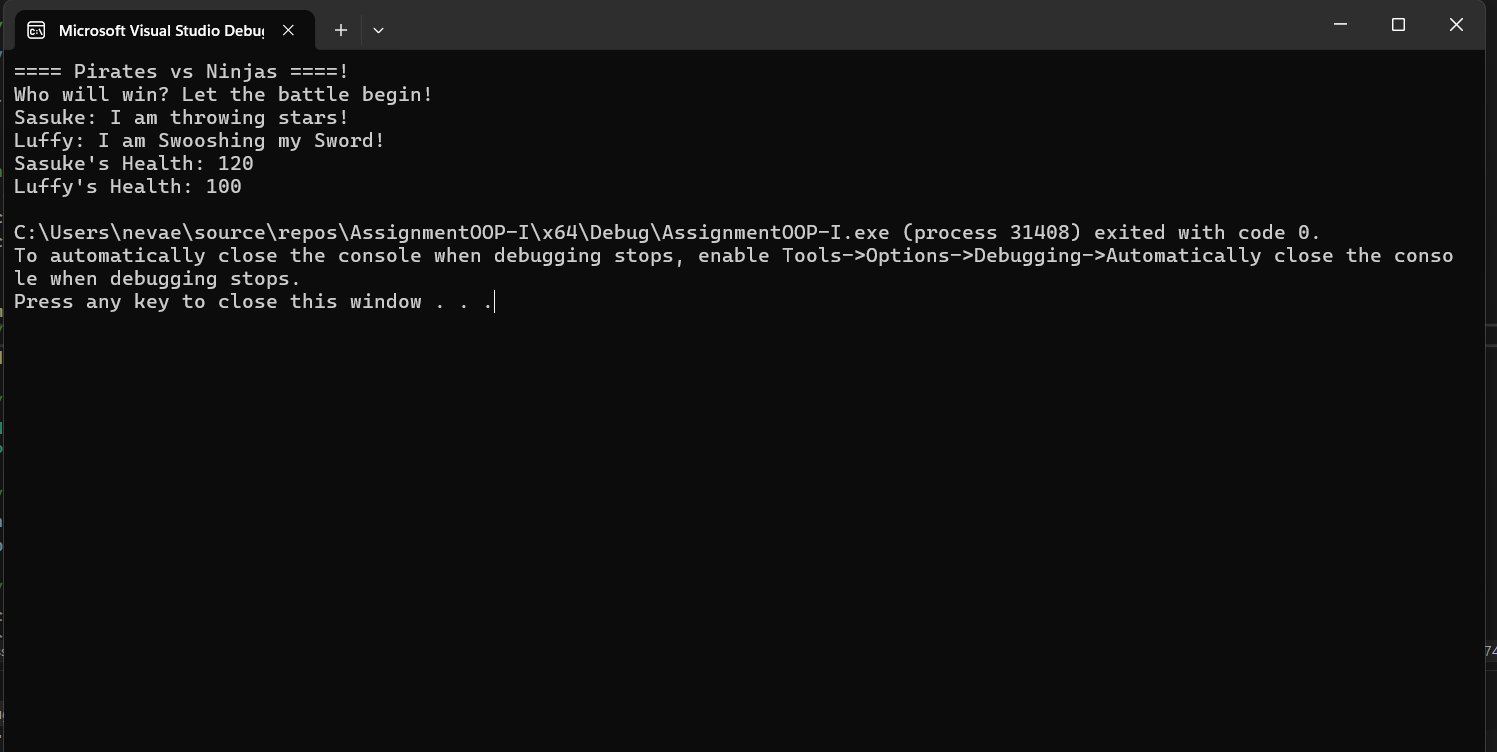 Microsoft Visual Studio Debu
==== Pirates vs Ninjas ====!
Who will win? Let the battle begin!
Sasuke: I am throwing stars!
Luffy: I am Swooshing my Sword!
Sasuke's Health: 120
Luffy's Health: 100
C:\Users\nevae\source\repos\AssignmentOOP-I\x64\Debug\AssignmentOOP-I.exe (process 31408) exited with code 0.
To automatically close the console when debugging stops, enable Tools->Options->Debugging->Automatically close the conso
le when debugging stops.
Press any key to close this window . . .
74